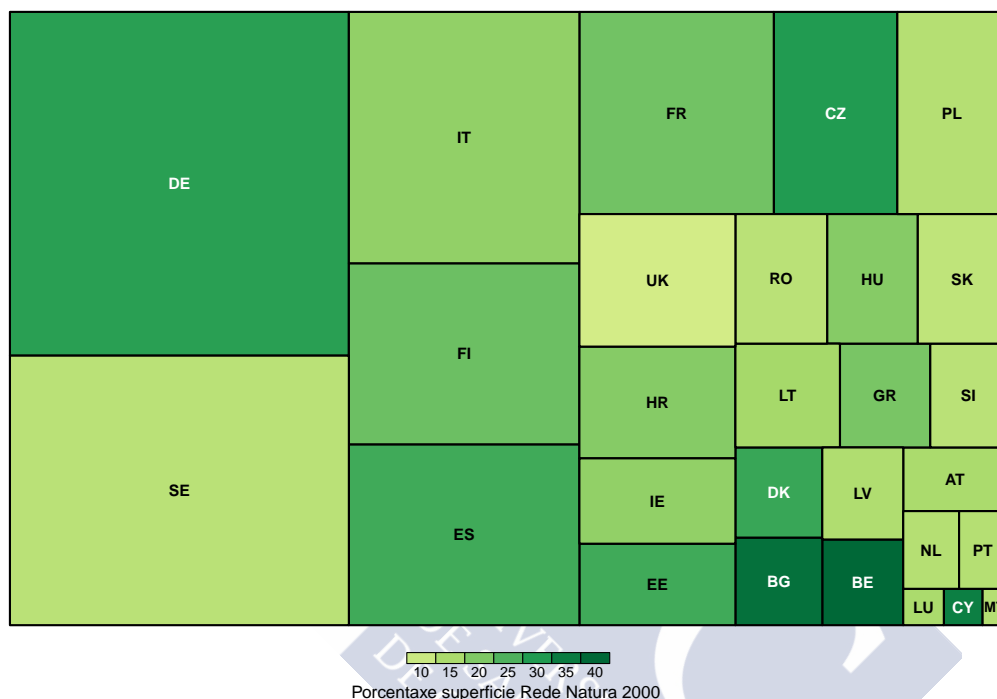 DE
IT
FR
CZ
PL
UK
RO
HU
SK
FI
HR
LT
GR
SI
SE
ES
IE
DK
LV
AT
EE
BG
BE
NL
PT
LU
CY
10 15 20 25 30 35 40
Porcentaxe superficie Rede Natura 2000